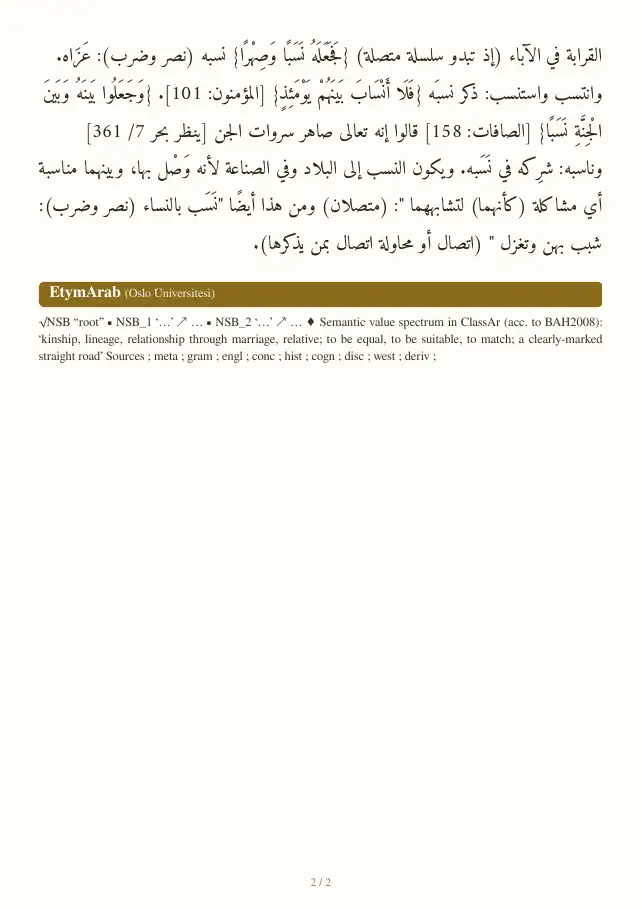 القرابة في الآباء (إذ تبدو سلسلة متصلة) {فَجَعَلَهُ نَسَبًا وَصِهْرًا} نسبه (نصر وضرب): عَزَاه.
وانتسب واستنسب: ذكر نسبَه {فَلَا أَنْسَابَ بَيْنَهُمْ يَوْمَئِذٍ} [المؤمنون: 101]. {وَجَعَلُوا بَيْنَهُ وَبَيْنَ
الْجِنَّةِ نَسَبًا} [الصافات: 158] قالوا إنه تعالى صاهر سروات الجن [ينظر بحر 7/ 361]
وناسبه: شرِكه في نَسَبه. ويكون النسب إلى البلاد وفي الصناعة لأنه وَصْل بها، وبينهما مناسبة
أي مشاكلة (كأنهما) لتشابههما ": (متصلان) ومن هذا أيضًا "نَسَب بالنساء (نصر وضرب):
شبب بهن وتغزل " (اتصال أو محاولة اتصال بمن يذكرها).
EtymArab (Oslo Üniversitesi)
√NSB “root” ▪ NSB_1 ‘…’ ↗ … ▪ NSB_2 ‘…’ ↗ … ♦ Semantic value spectrum in ClassAr (acc. to BAH2008):
‘kinship, lineage, relationship through marriage, relative; to be equal, to be suitable, to match; a clearly-marked
straight road’ Sources ; meta ; gram ; engl ; conc ; hist ; cogn ; disc ; west ; deriv ;
2 / 2